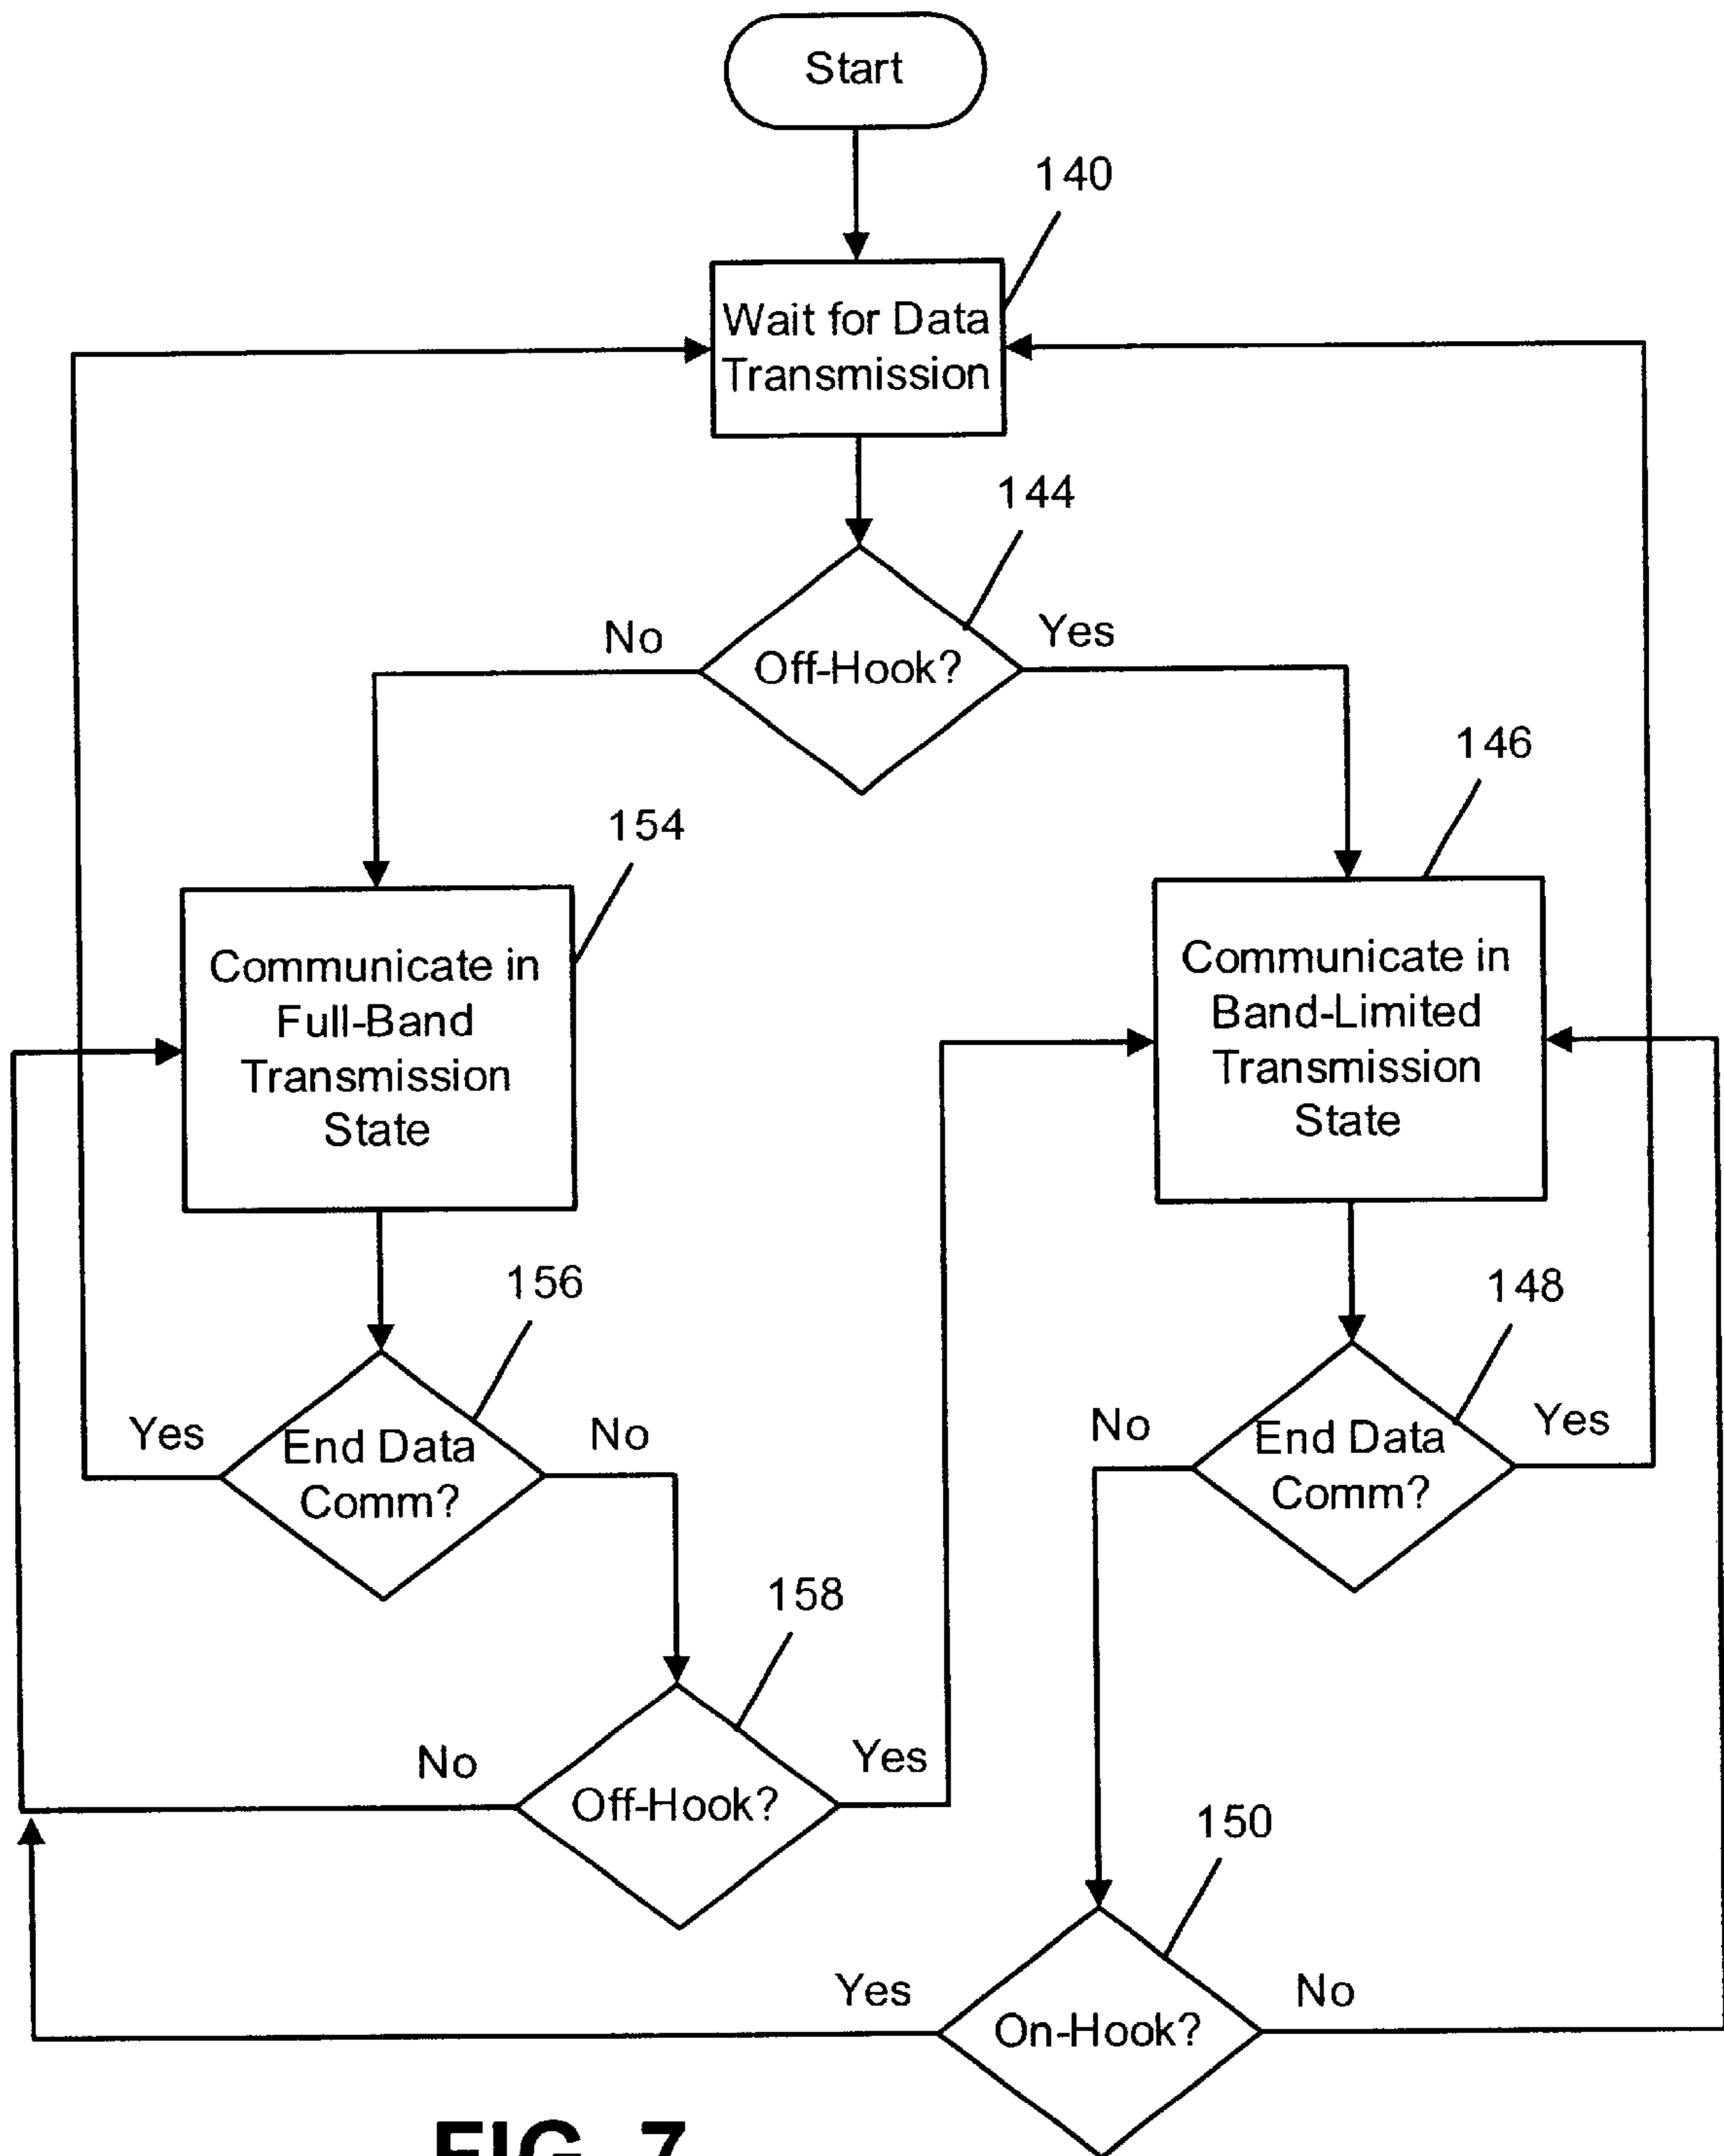 Start
140
Wait for Data
Transmission
144
No
Yes
Off-Hook?
146
154
Communicate in
Full-Band
Transmission
State
Communicate in
Band-Limited
Transmission
State
156
148
Yes
End Data
Comm?
No
No
End Data
Comm?
Yes
158
No
Yes
Off-Hook?
150
Yes
No
On-Hook?
FIG. 7